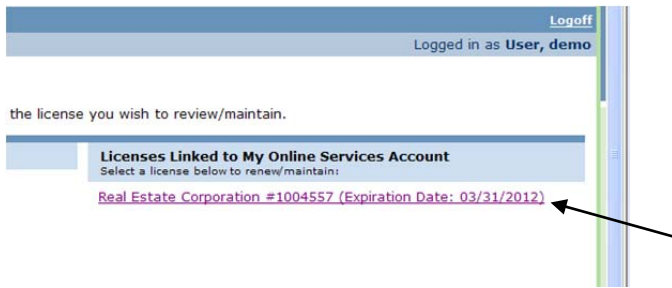 Logoff
Logged in as User, demo
the license you wish to review/maintain.
Licenses Linked to My Online Services Account
Select a license below to renew/maintain:
Real Estate Corporation #1004557 (Expiration Date: 03/31/2012)